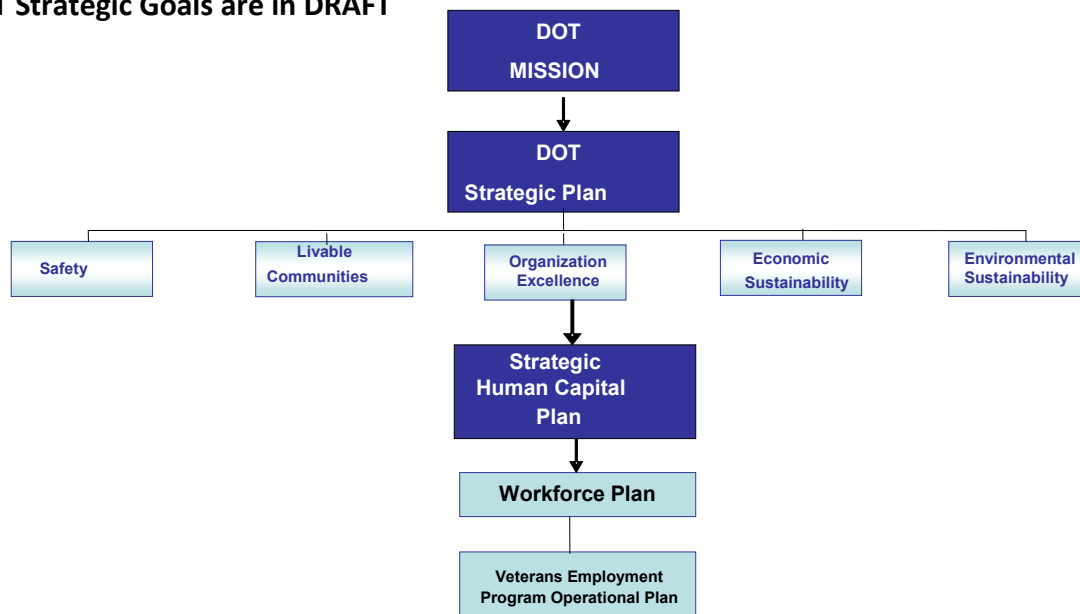 Strategic Goals are in DRAFT
DOT
MISSION
DOT
Strategic Plan
Safety
Livable
Communities
Organization
Excellence
Economic
Sustainability
Environmental
Sustainability
Strategic
Human Capital
Plan
Workforce Plan
Veterans Employment
Program Operational Plan